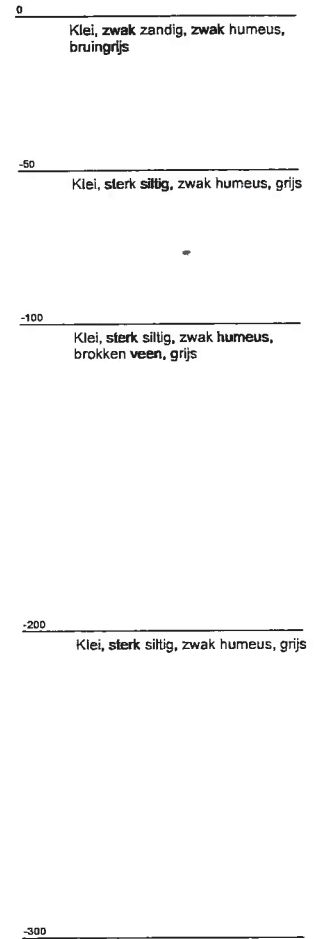 0
Klei, zwak zandig, zwak humeus,
bruingrijs
-50
Klei, sterk siltig, zwak humeus, grijs
-100
Klei, sterk siltig, zwak humeus,
brokken veen, grijs
-200
Klei, sterk siltig, zwak humeus, grijs
-300